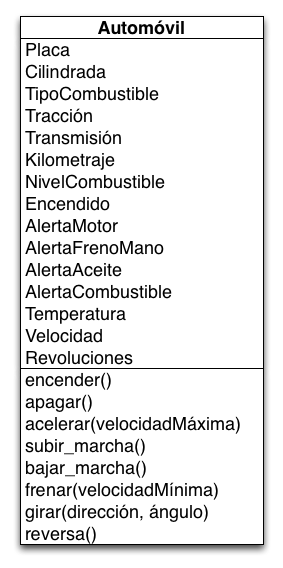 Automóvil
Placa
Cilindrada
TipoCombustible
Tracción
Transmisión
Kilometraje
NivelCombustible
Encendido
AlertaMotor
AlertaFrenoMano
AlertaAceite
AlertaCombustible
Temperatura
Velocidad
Revoluciones
encender()
apagar()
acelerar(velocidadMáxima)
subir_marcha()
bajar_marcha()
frenar(velocidadMínima)
girar(dirección, ángulo)
reversa()